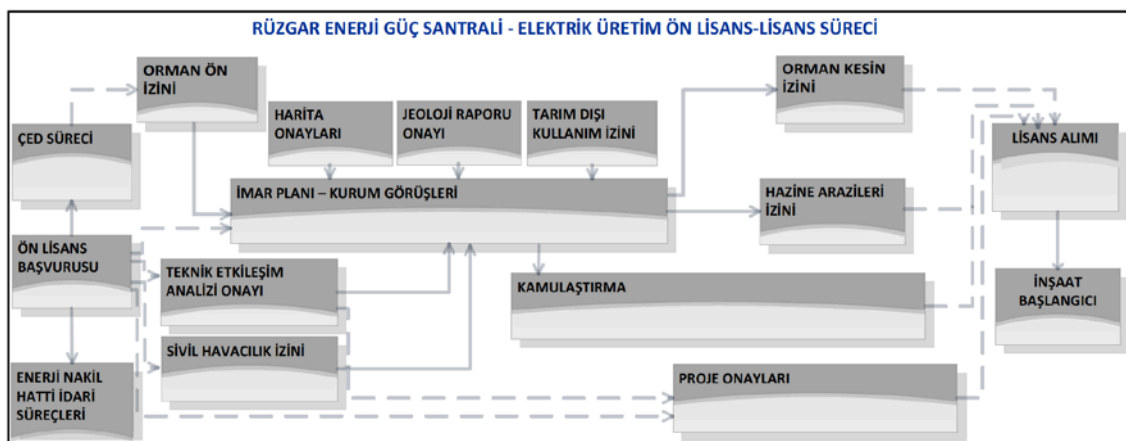 RÜZGAR ENERJİ GÜÇ SANTRALİ - ELEKTRİK ÜRETİM ÖN LİSANS-LİSANS SÜRECİ
ORMAN ÖN
İZİNİ
ORMAN KESİN
İZİNİ
HARİTA
ONAYLARI
JEOLOJİ RAPORU
ONAYI
TARIM DIŞI
KULLANIM İZİNİ
ÇED SÜRECİ
LİSANS ALIMI
İMAR PLANI – KURUM GÖRÜŞLERİ
HAZİNE ARAZİLERİ
İZİNİ
ÖN LİSANS
BAŞVURUSU
TEKNİK ETKİLEŞİM
ANALİZİ ONAYI
KAMULAŞTIRMA
İNŞAAT
BAŞLANGICI
SİVİL HAVACILIK İZİNİ
ENERJİ NAKİL
HATTİ İDARİ
SÜREÇLERİ
PROJE ONAYLARI